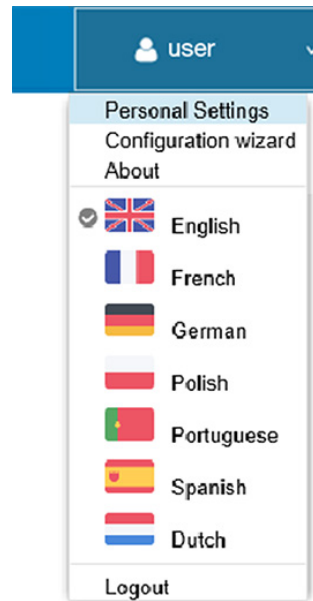 user
Personal Settings
Configuration wizard
About
English
French
German
Polish
Portuguese
Spanish
Dutch
Logout